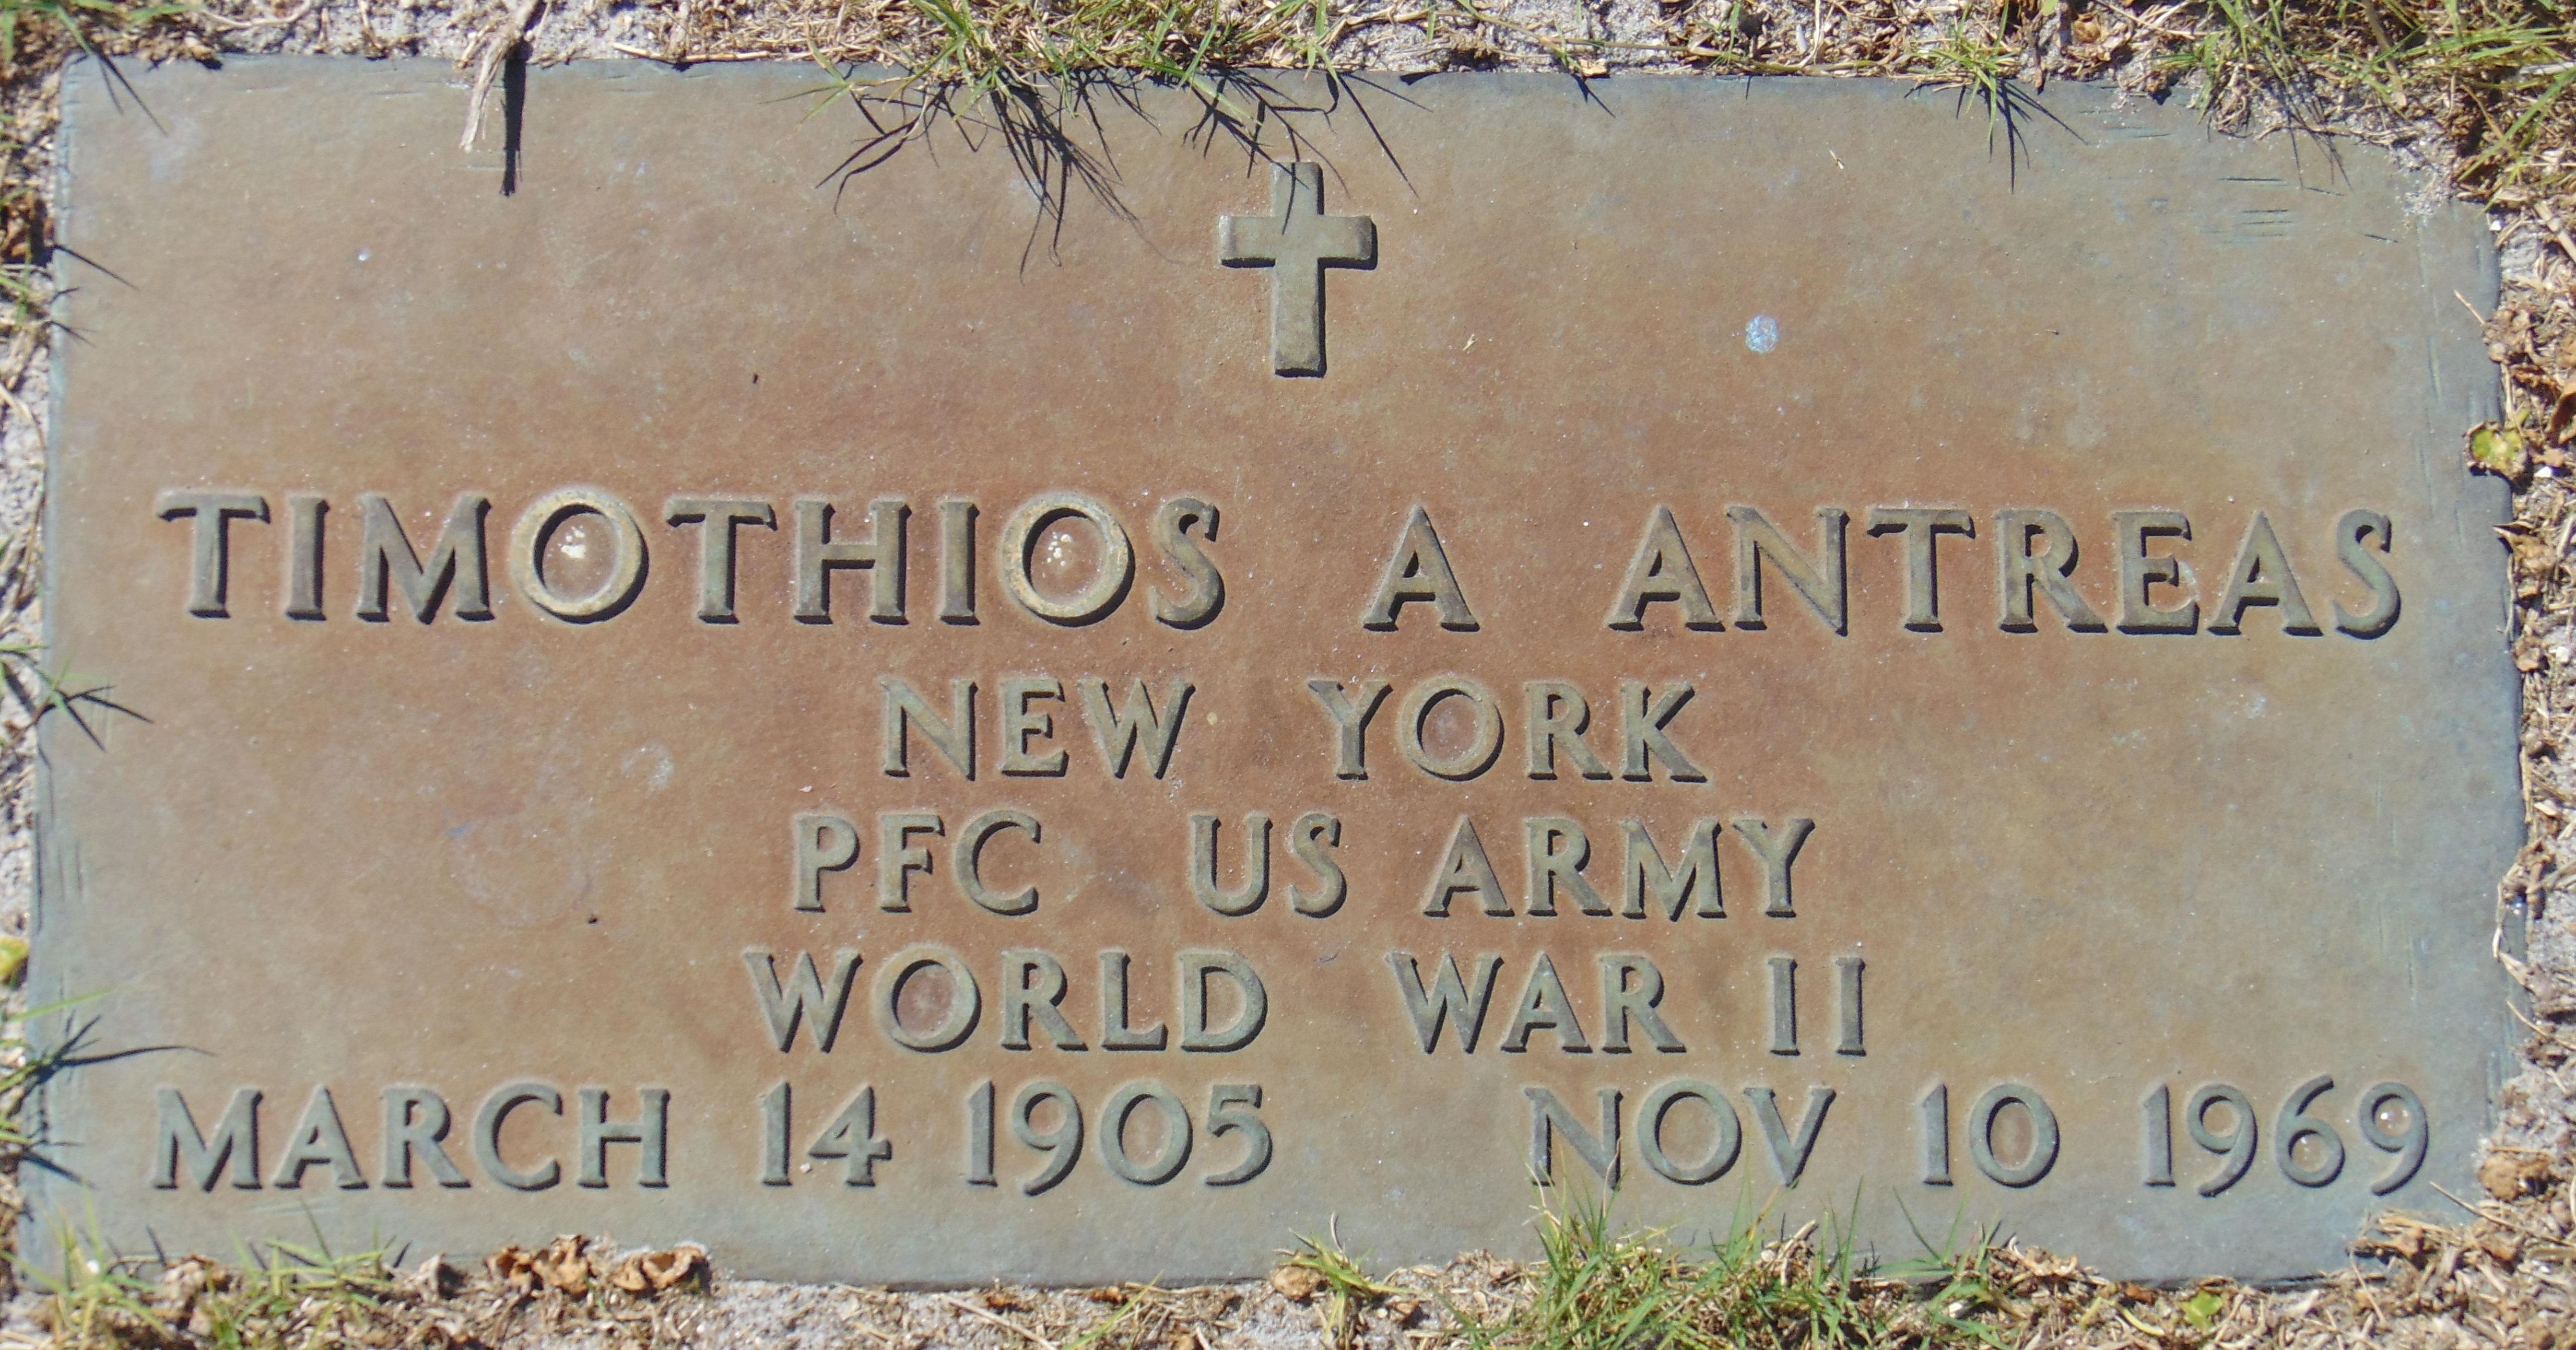 TIMOTHIOS A ANTREAS
NEW YORK
PFC US ARMY
WORLD WAR II
MARCH 14 1905 NOV 10 1969